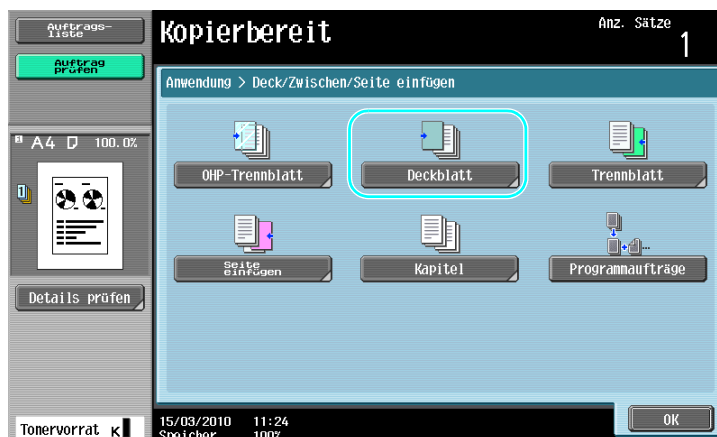 Auftrags-
liste
Auftrag
prüfen
Kopierbereit
Anz. Sätze
1
Anwendung > Deck/Zwischen/Seite einfügen
A4 100.0%
1
OHP-Trennblatt
Deckblatt
Trennblatt
Seite
einfügen
Kapitel
Programmaufträge
Details prüfen
Tonervorrat K
15/03/2010 11:24
Speicher 100%
OK